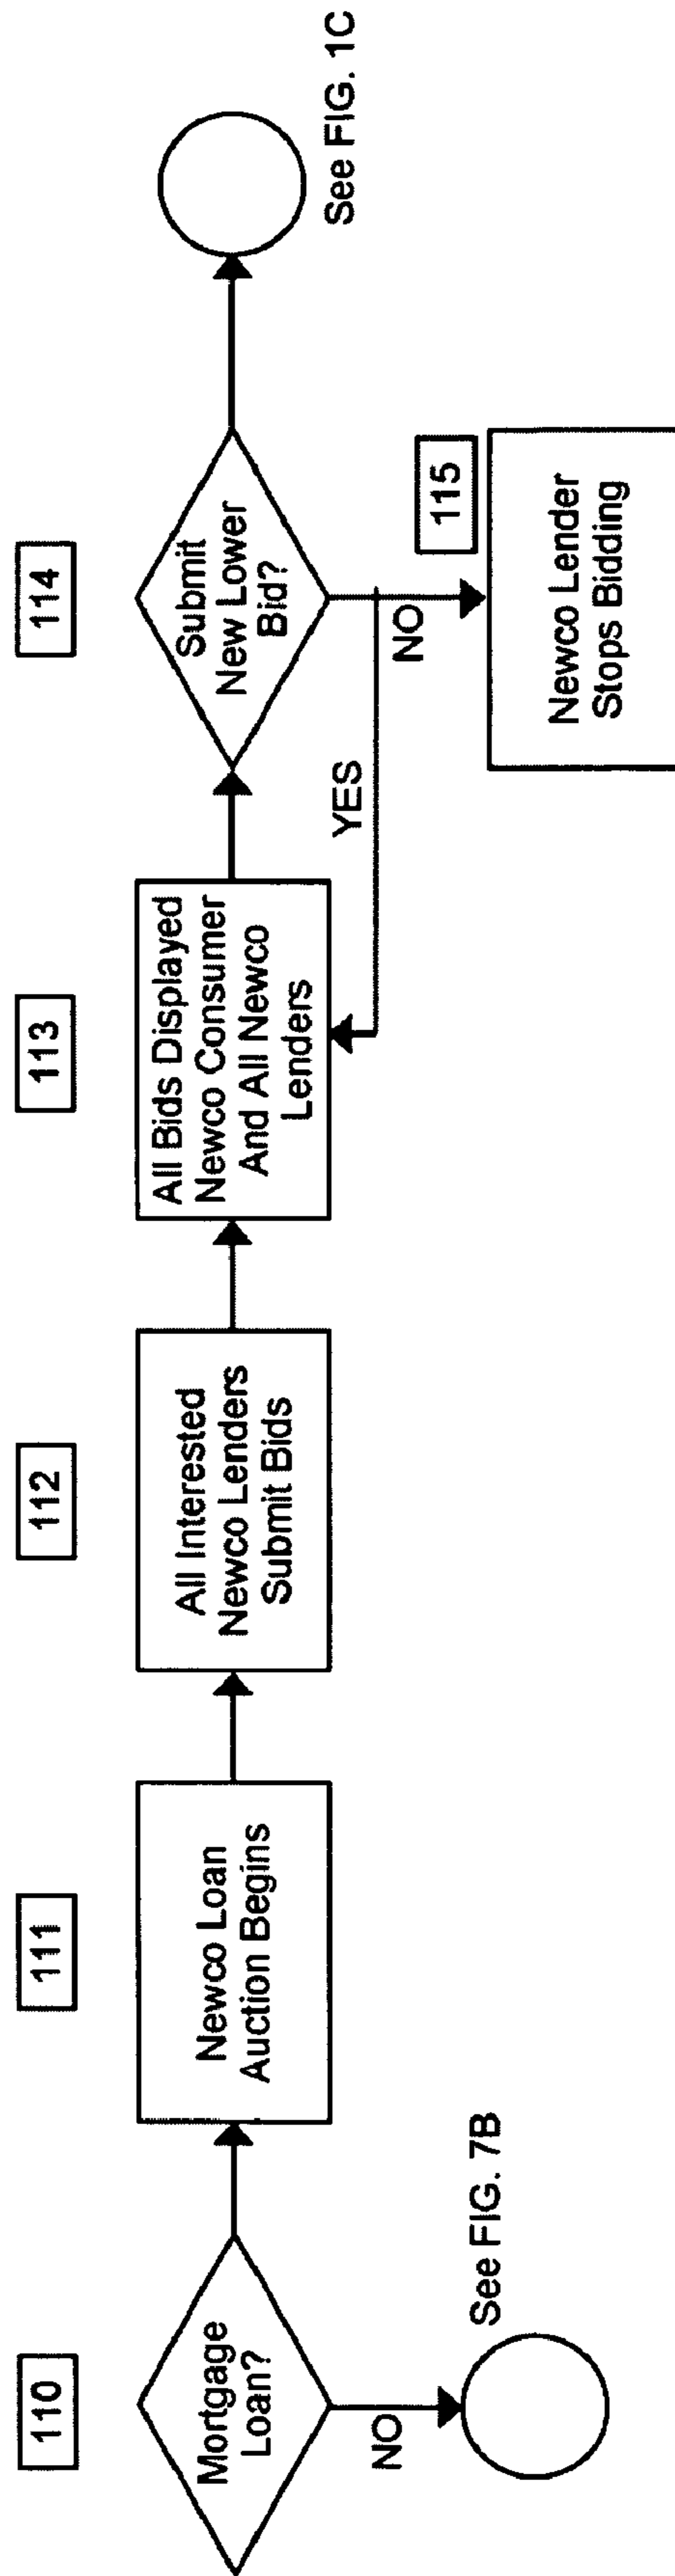 110
Mortgage
Loan?
NO
See FIG. 7B
111
Newco Loan
Auction Begins
112
All Interested
Newco Lenders
Submit Bids
113
All Bids Displayed
Newco Consumer
And All Newco
Lenders
114
Submit
New Lower
Bid?
YES
NO
115
Newco Lender
Stops Bidding
See FIG. 1C